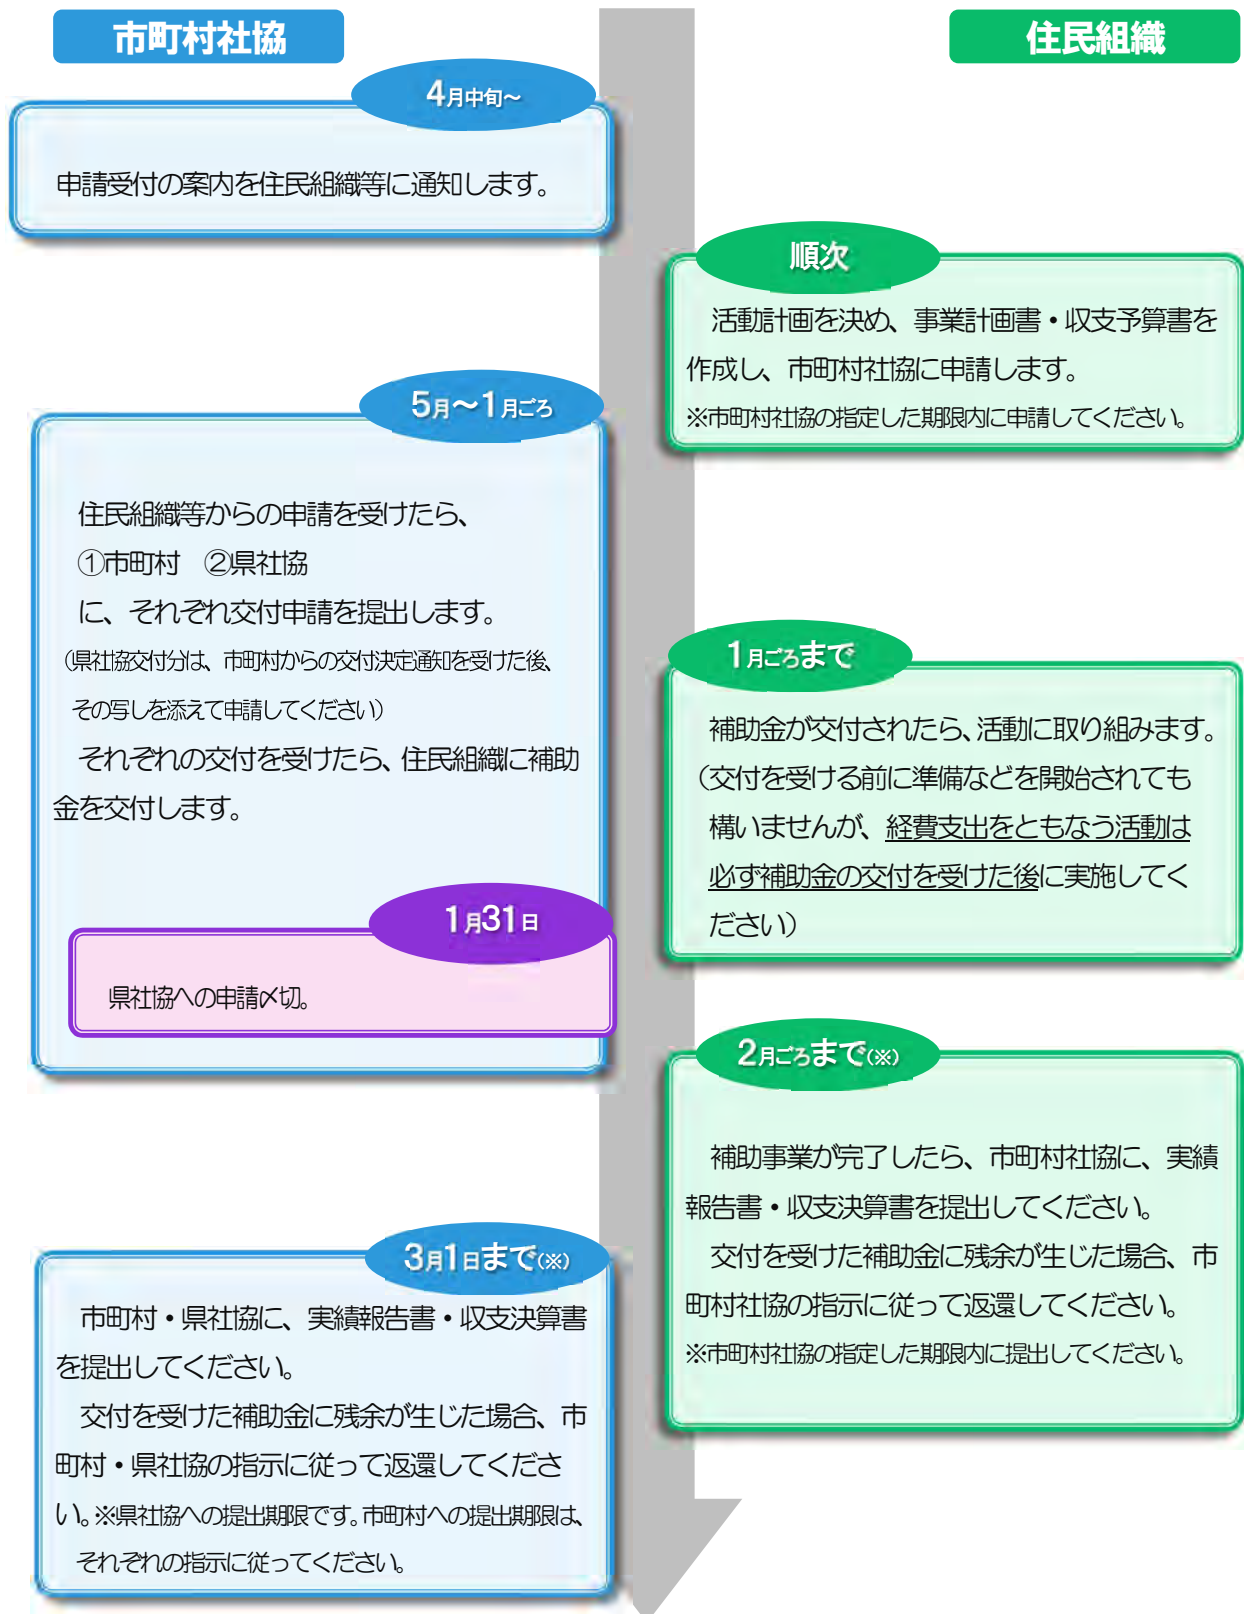 市町村社協
住民組織
4月中旬～
申請受付の案内を住民組織等に通知します。
順次
活動計画を決め、事業計画書・収支予算書を
作成し、市町村社協に申請します。
※市町村社協の指定した期限内に申請してください。
5月～1月ごろ
住民組織等からの申請を受けたら、
①市町村　②県社協
に、それぞれ交付申請を提出します。
（県社協交付分は、市町村からの交付決定通知を受けた後、
その写しを添えて申請してください）
それぞれの交付を受けたら、住民組織に補助
金を交付します。
1月31日
県社協への申請〆切。
1月ごろまで
補助金が交付されたら、活動に取り組みます。
（交付を受ける前に準備などを開始されても
構いませんが、経費支出をともなう活動は
必ず補助金の交付を受けた後に実施してく
ださい）
2月ごろまで(※)
補助事業が完了したら、市町村社協に、実績
報告書・収支決算書を提出してください。
交付を受けた補助金に残余が生じた場合、市
町村社協の指示に従って返還してください。
※市町村社協の指定した期限内に提出してください。
3月1日まで(※)
市町村・県社協に、実績報告書・収支決算書
を提出してください。
交付を受けた補助金に残余が生じた場合、市
町村・県社協の指示に従って返還してくださ
い。※県社協への提出期限です。市町村への提出期限は、
それぞれの指示に従ってください。